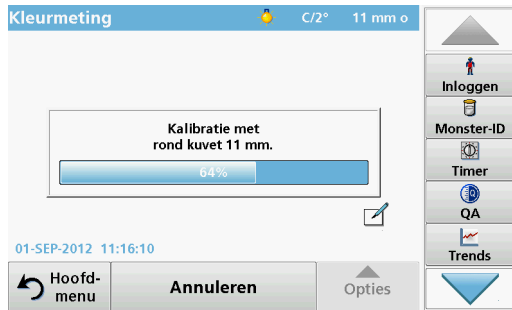 Kleurmeting C/2° 11 mm o
Kalibratie met
rond kuvet 11 mm.
64%
01-SEP-2012 11:16:10
Hoofd-
menu
Annuleren
Opties
Inloggen
Monster-ID
Timer
QA
Trends